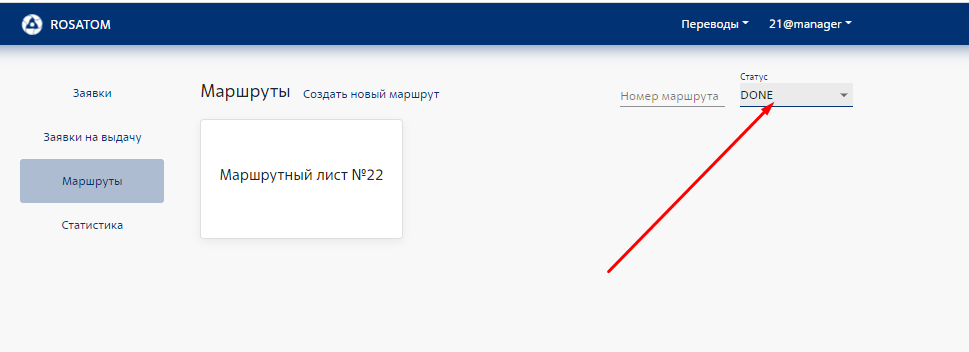 ROSATOM
Переводы
21@manager
Заявки
Заявки на выдачу
Маршруты
Статистика
Маршруты
Создать новый маршрут
Номер маршрута
Статус
DONE
Маршрутный лист №22